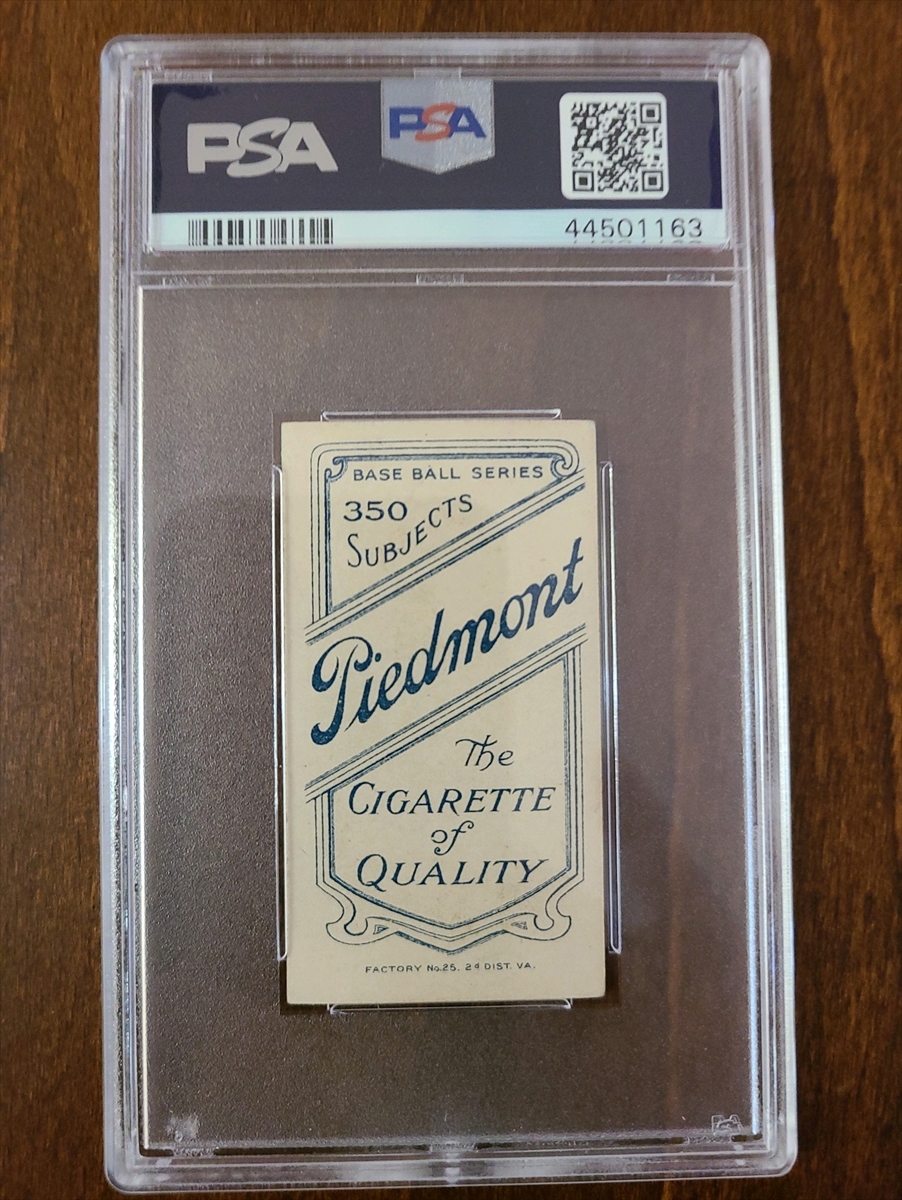 PSA
PSA
44501163
BASE BALL SERIES
350
SUBJECTS
Piedmont
The
CIGARETTE
of
QUALITY
FACTORY No.25. 2d DIST. VA.